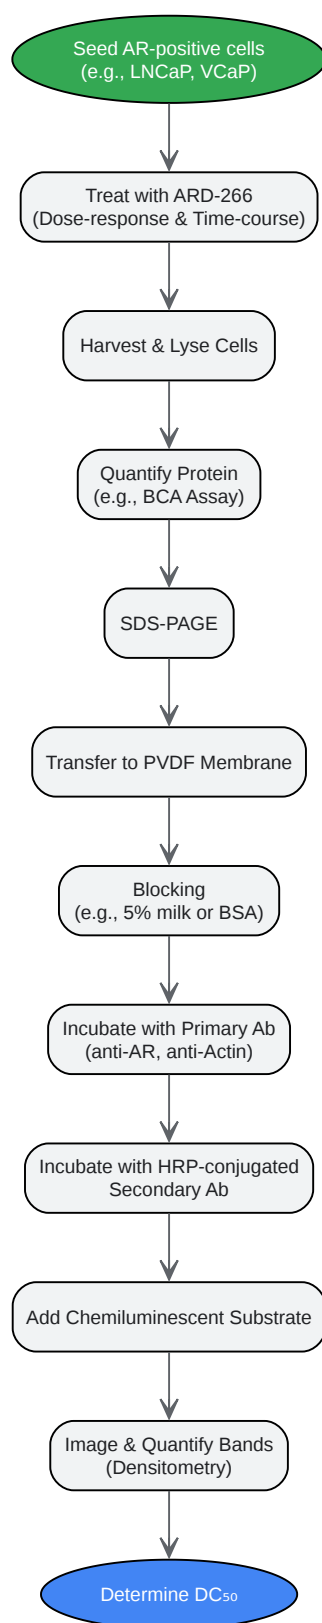 Seed AR-positive cells
(e.g., LNCaP, VCaP)
Treat with ARD-266
(Dose-response & Time-course)
Harvest & Lyse Cells
Quantify Protein
(e.g., BCA Assay)
SDS-PAGE
Transfer to PVDF Membrane
Blocking
(e.g., 5% milk or BSA)
Incubate with Primary Ab
(anti-AR, anti-Actin)
Incubate with HRP-conjugated
Secondary Ab
Add Chemiluminescent Substrate
Image & Quantify Bands
(Densitometry)
Determine DC₅₀